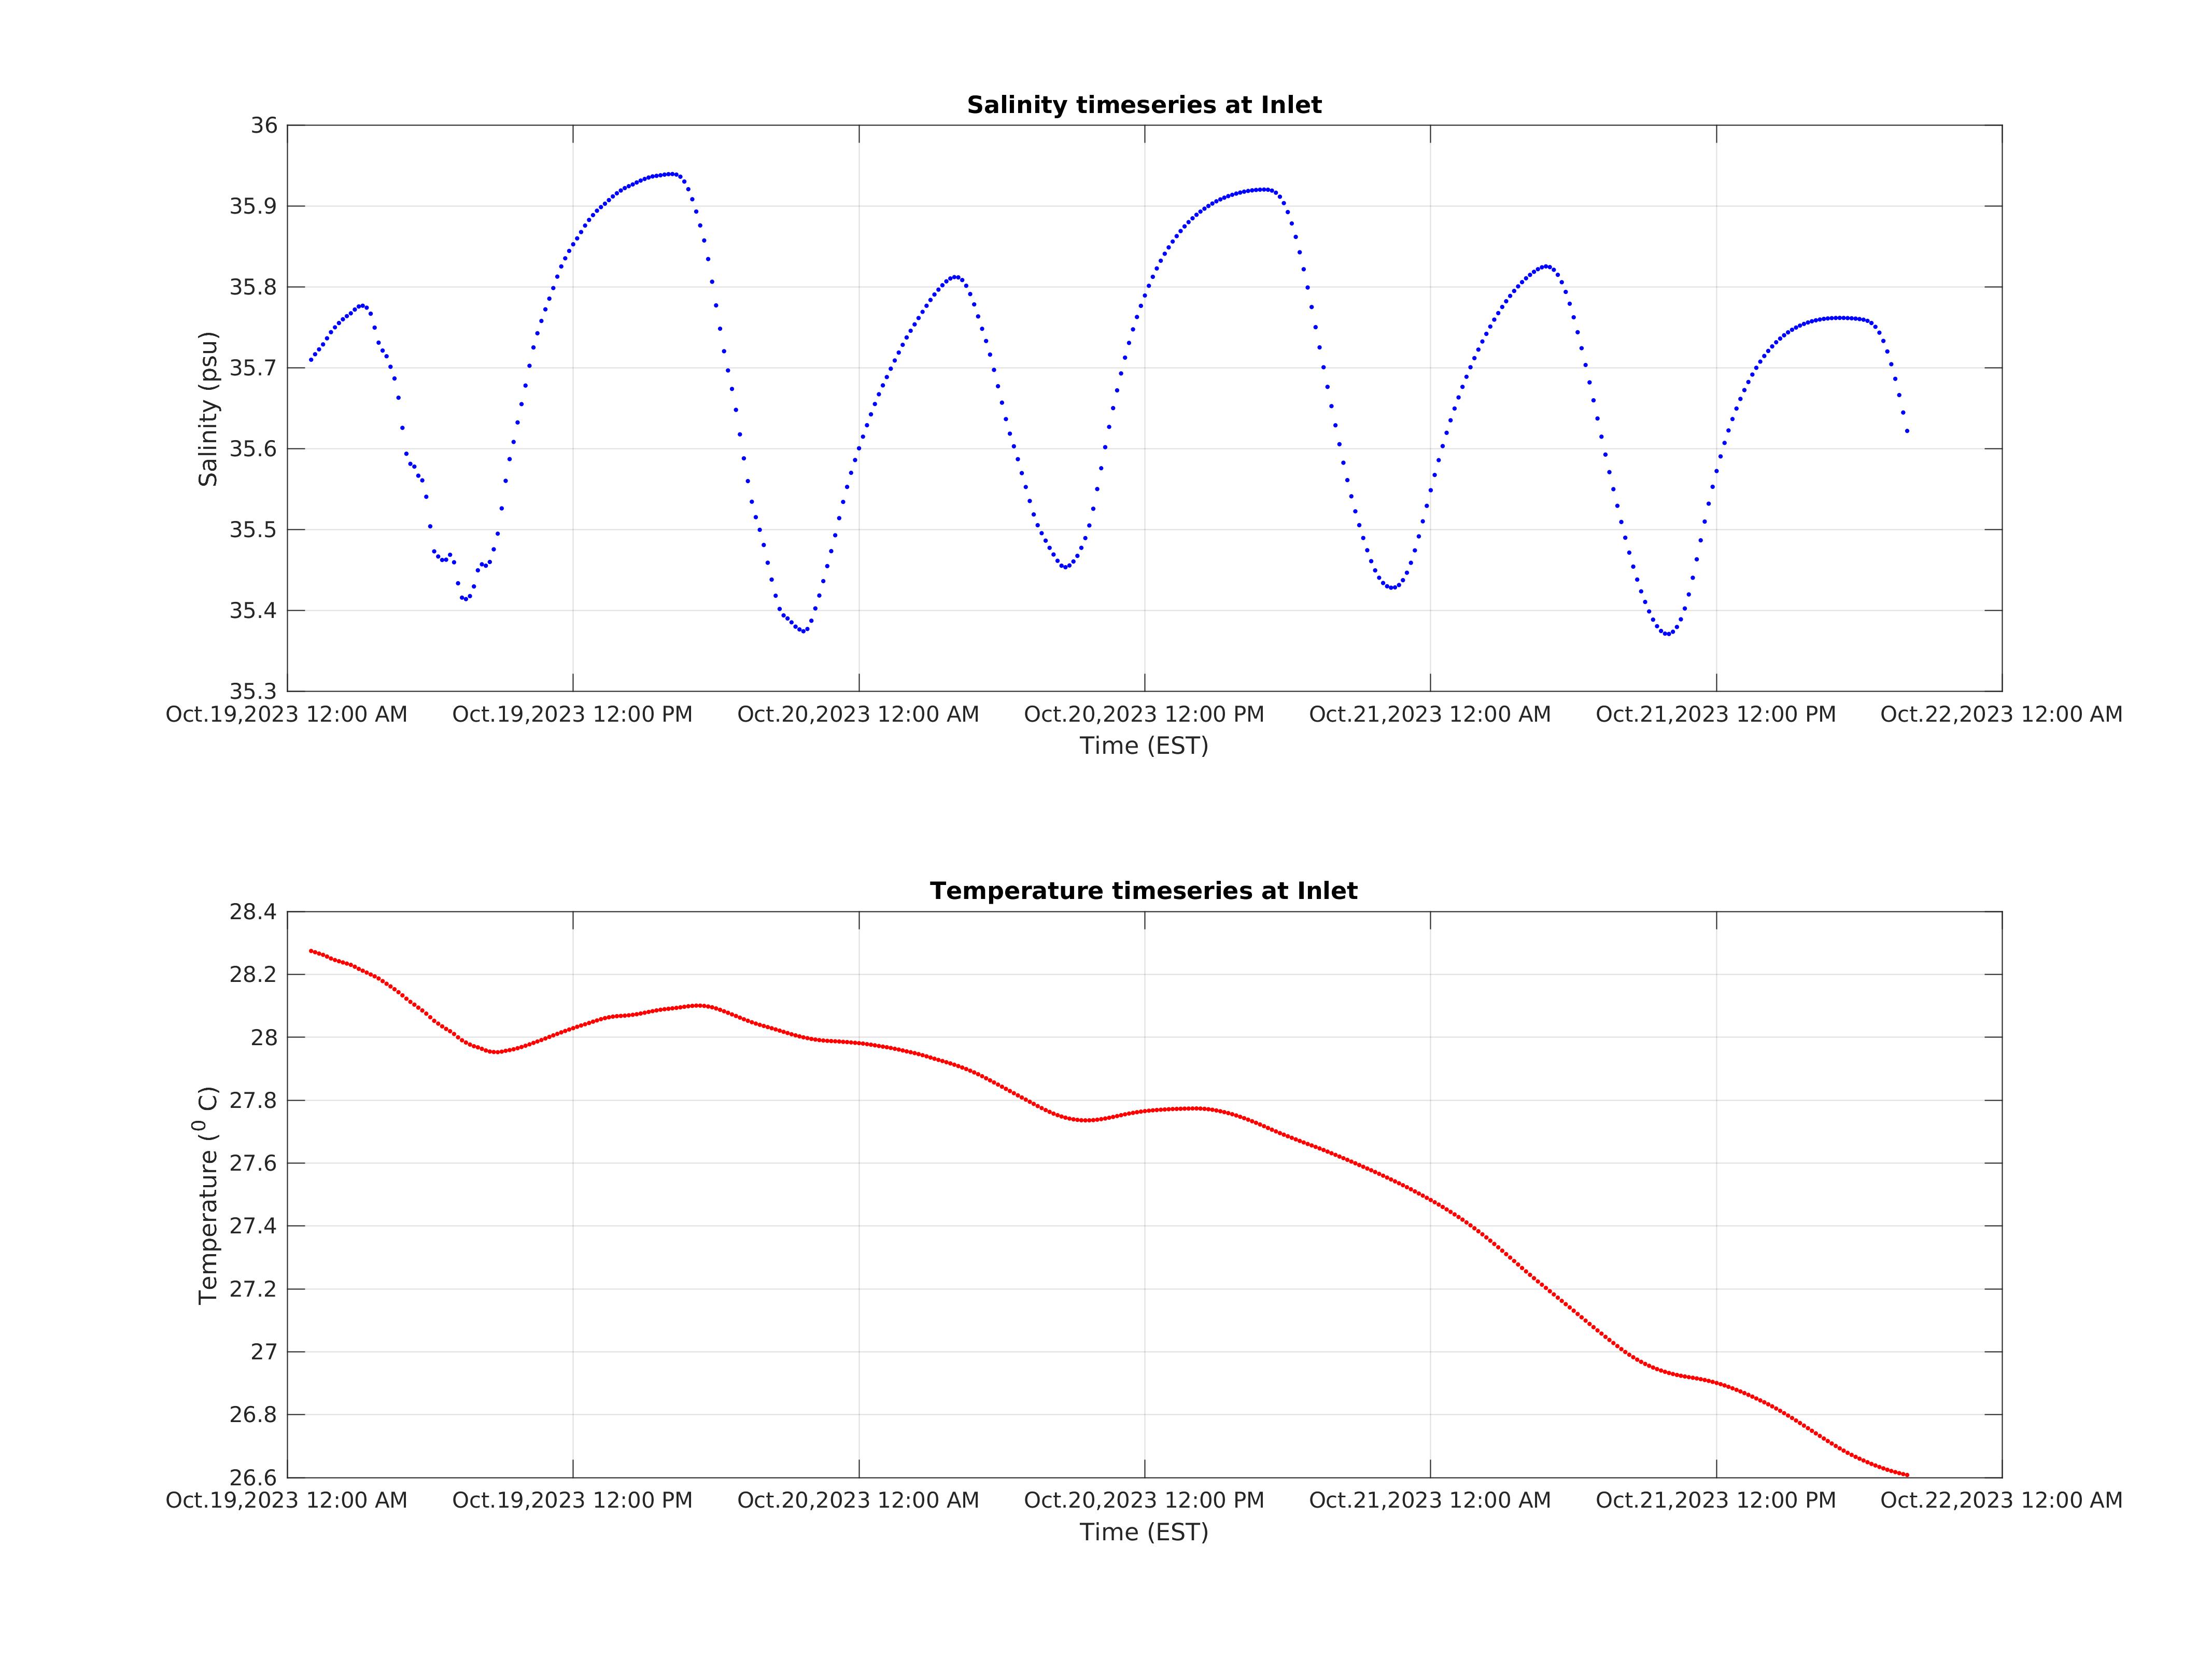 Salinity timeseries at Inlet
36
35.9
35.8
35.7
35.6
35.5
35.4
35.3
Salinity (psu)
Oct.19,2023 12:00 AM Oct.19,2023 12:00 PM Oct.20,2023 12:00 AM Oct.20,2023 12:00 PM Oct.21,2023 12:00 AM Oct.21,2023 12:00 PM Oct.22,2023 12:00 AM
Time (EST)
Temperature timeseries at Inlet
28.4
28.2
28
27.8
27.6
27.4
27.2
27
26.8
26.6
Temperature (⁰ C)
Oct.19,2023 12:00 AM Oct.19,2023 12:00 PM Oct.20,2023 12:00 AM Oct.20,2023 12:00 PM Oct.21,2023 12:00 AM Oct.21,2023 12:00 PM Oct.22,2023 12:00 AM
Time (EST)